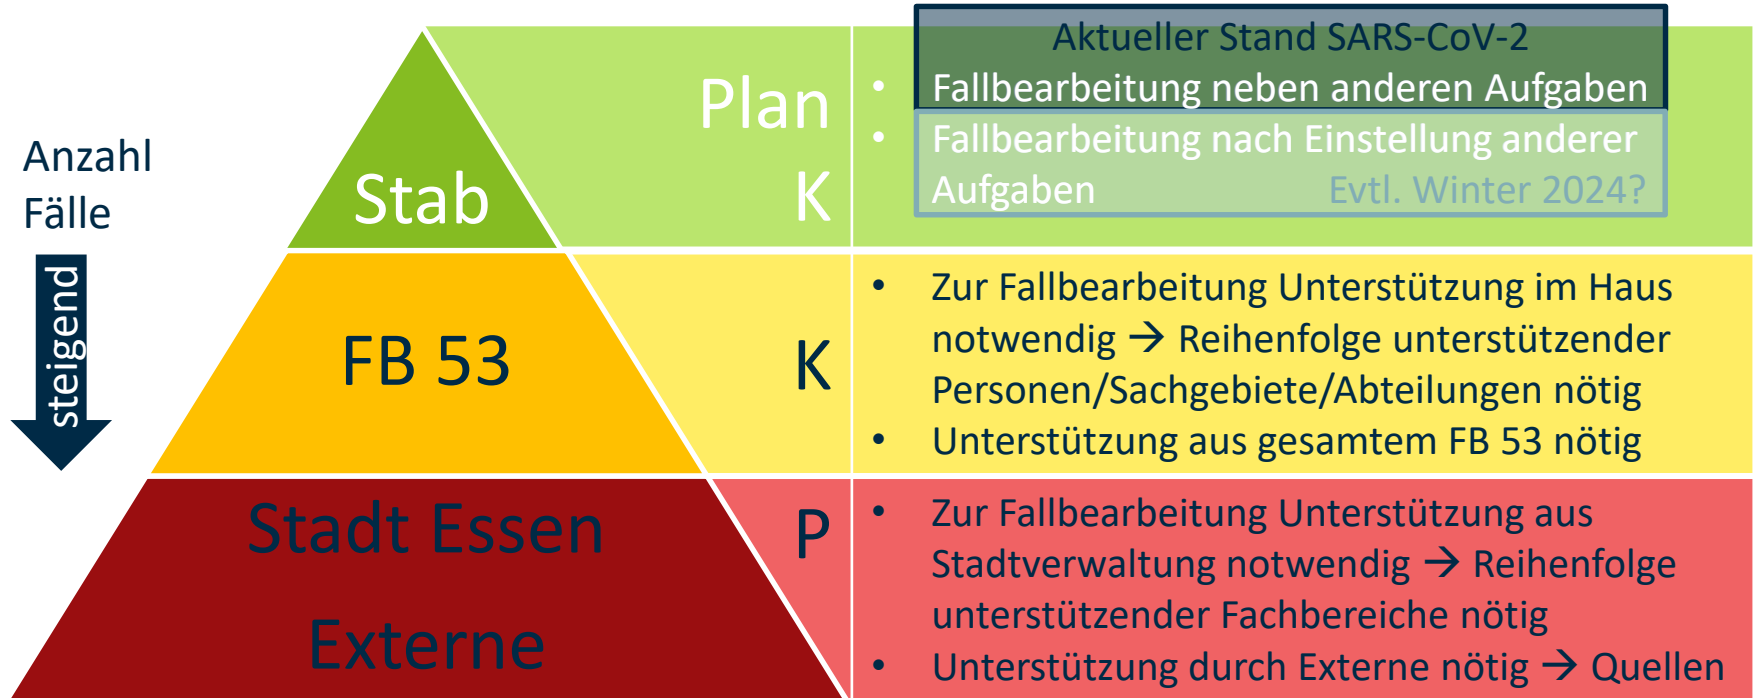 Anzahl
Fälle
steigend
Stab
FB 53
Stadt Essen
Externe
Plan
K
K
P
Aktueller Stand SARS-CoV-2
• Fallbearbeitung neben anderen Aufgaben
• Fallbearbeitung nach Einstellung anderer
Aufgaben Evtl. Winter 2024?
• Zur Fallbearbeitung Unterstützung im Haus
notwendig → Reihenfolge unterstützender
Personen/Sachgebiete/Abteilungen nötig
• Unterstützung aus gesamtem FB 53 nötig
• Zur Fallbearbeitung Unterstützung aus
Stadtverwaltung notwendig → Reihenfolge
unterstützender Fachbereiche nötig
• Unterstützung durch Externe nötig → Quellen